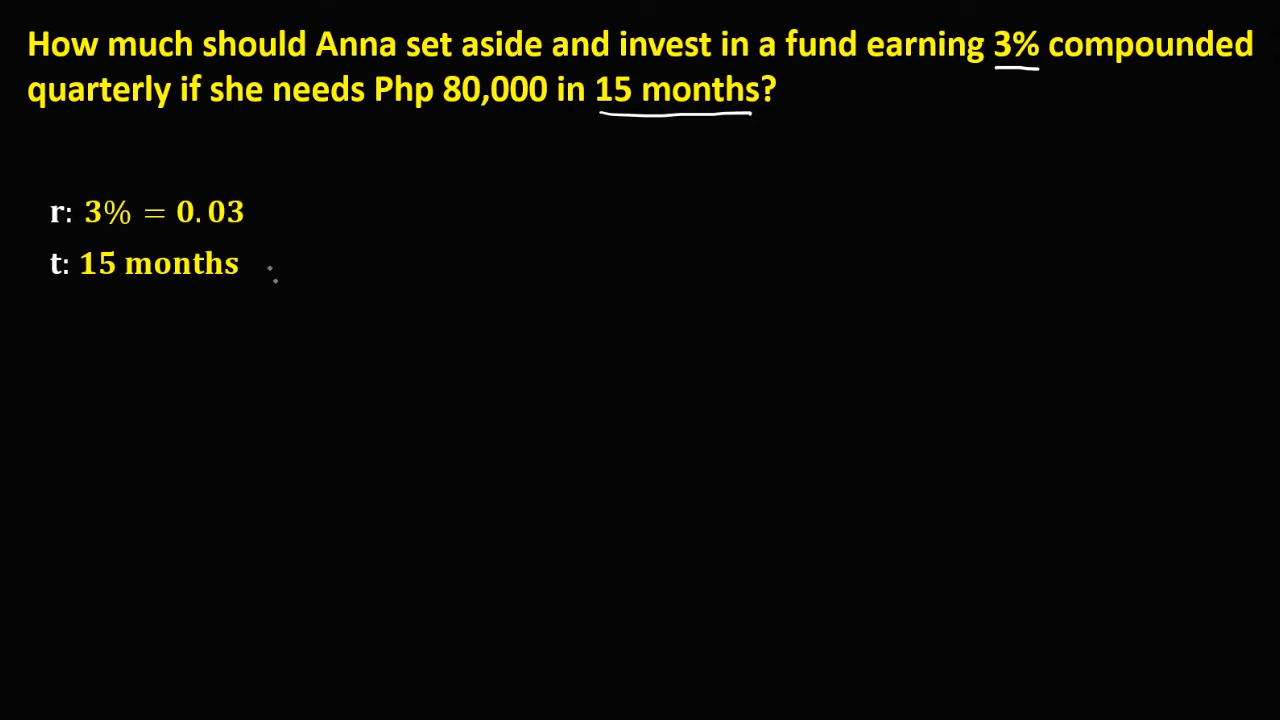 How much should Anna set aside and invest in a fund earning 3% compounded
quarterly if she needs Php 80,000 in 15 months?
r: 3% = 0.03
t: 15 months